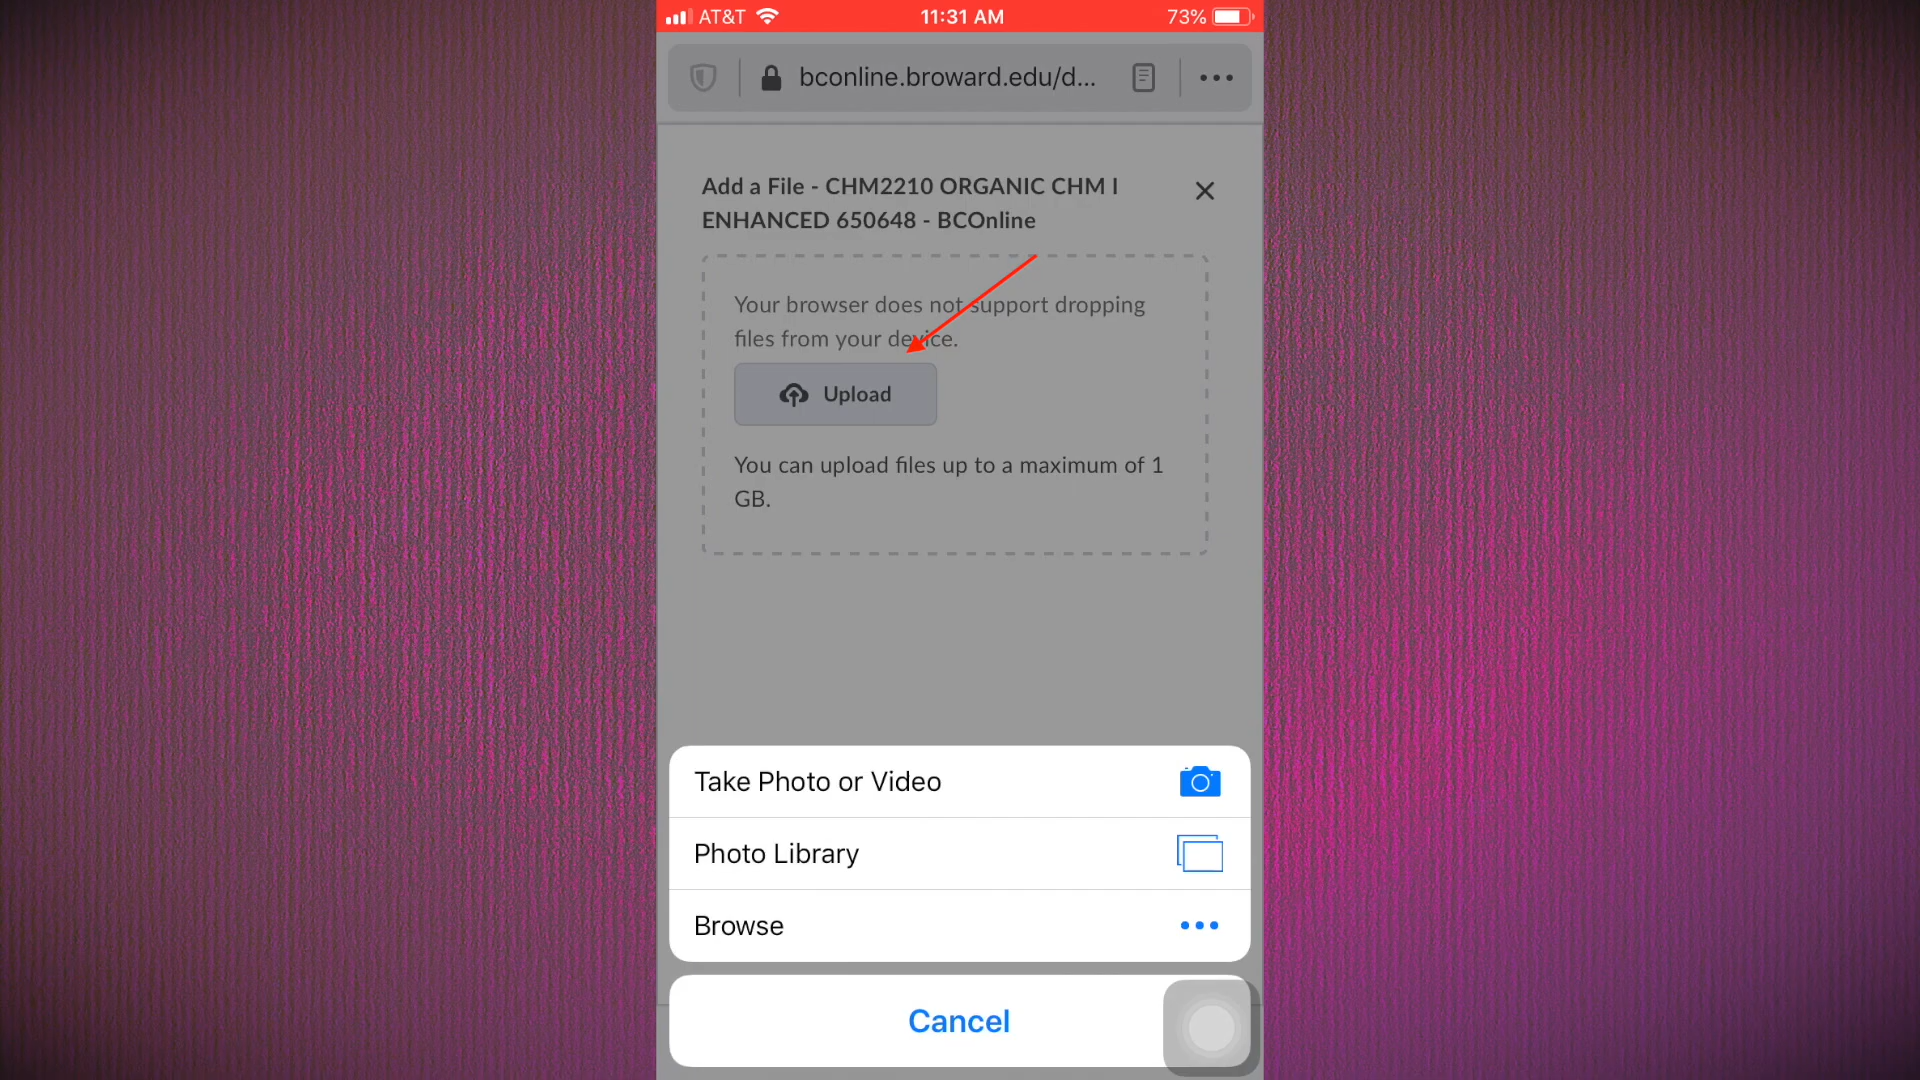 AT&T 11:31 AM 73%
bconline.broward.edu/d...
Add a File - CHM2210 ORGANIC CHM I
ENHANCED 650648 - BCOnline
Your browser does not support dropping
files from your device.
Upload
You can upload files up to a maximum of 1
GB.
Take Photo or Video
Photo Library
Browse
Cancel